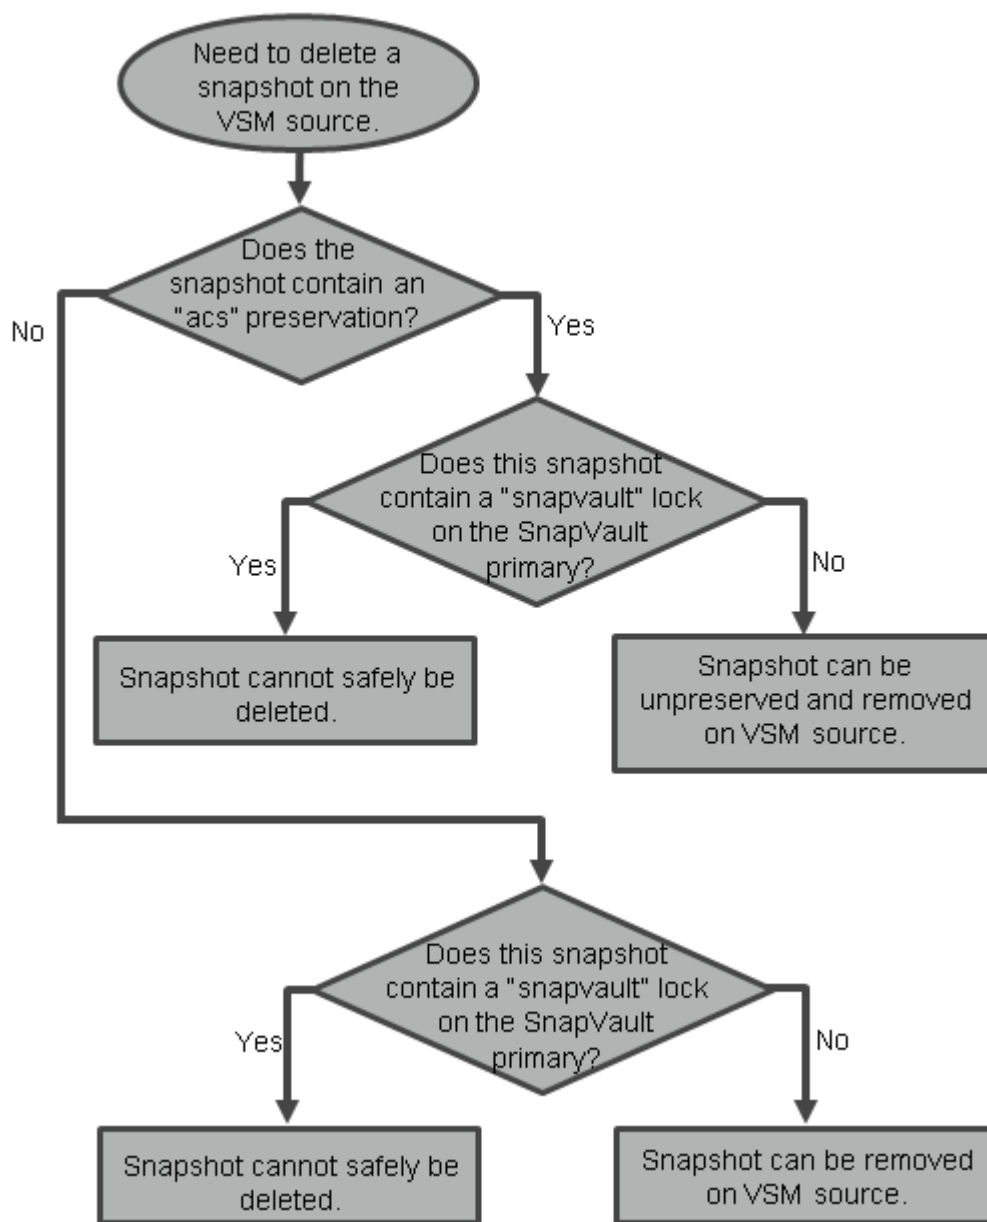 Need to delete a
snapshot on the
VSM source.
Does the
snapshot contain an
"acs" preservation?
No
Yes
Does this snapshot
contain a "snapvault" lock
on the SnapVault
primary?
Yes
No
Snapshot cannot safely be
deleted.
Snapshot can be
unpreserved and removed
on VSM source.
Does this snapshot
contain a "snapvault" lock
on the SnapVault
primary?
Yes
No
Snapshot cannot safely be
deleted.
Snapshot can be removed
on VSM source.